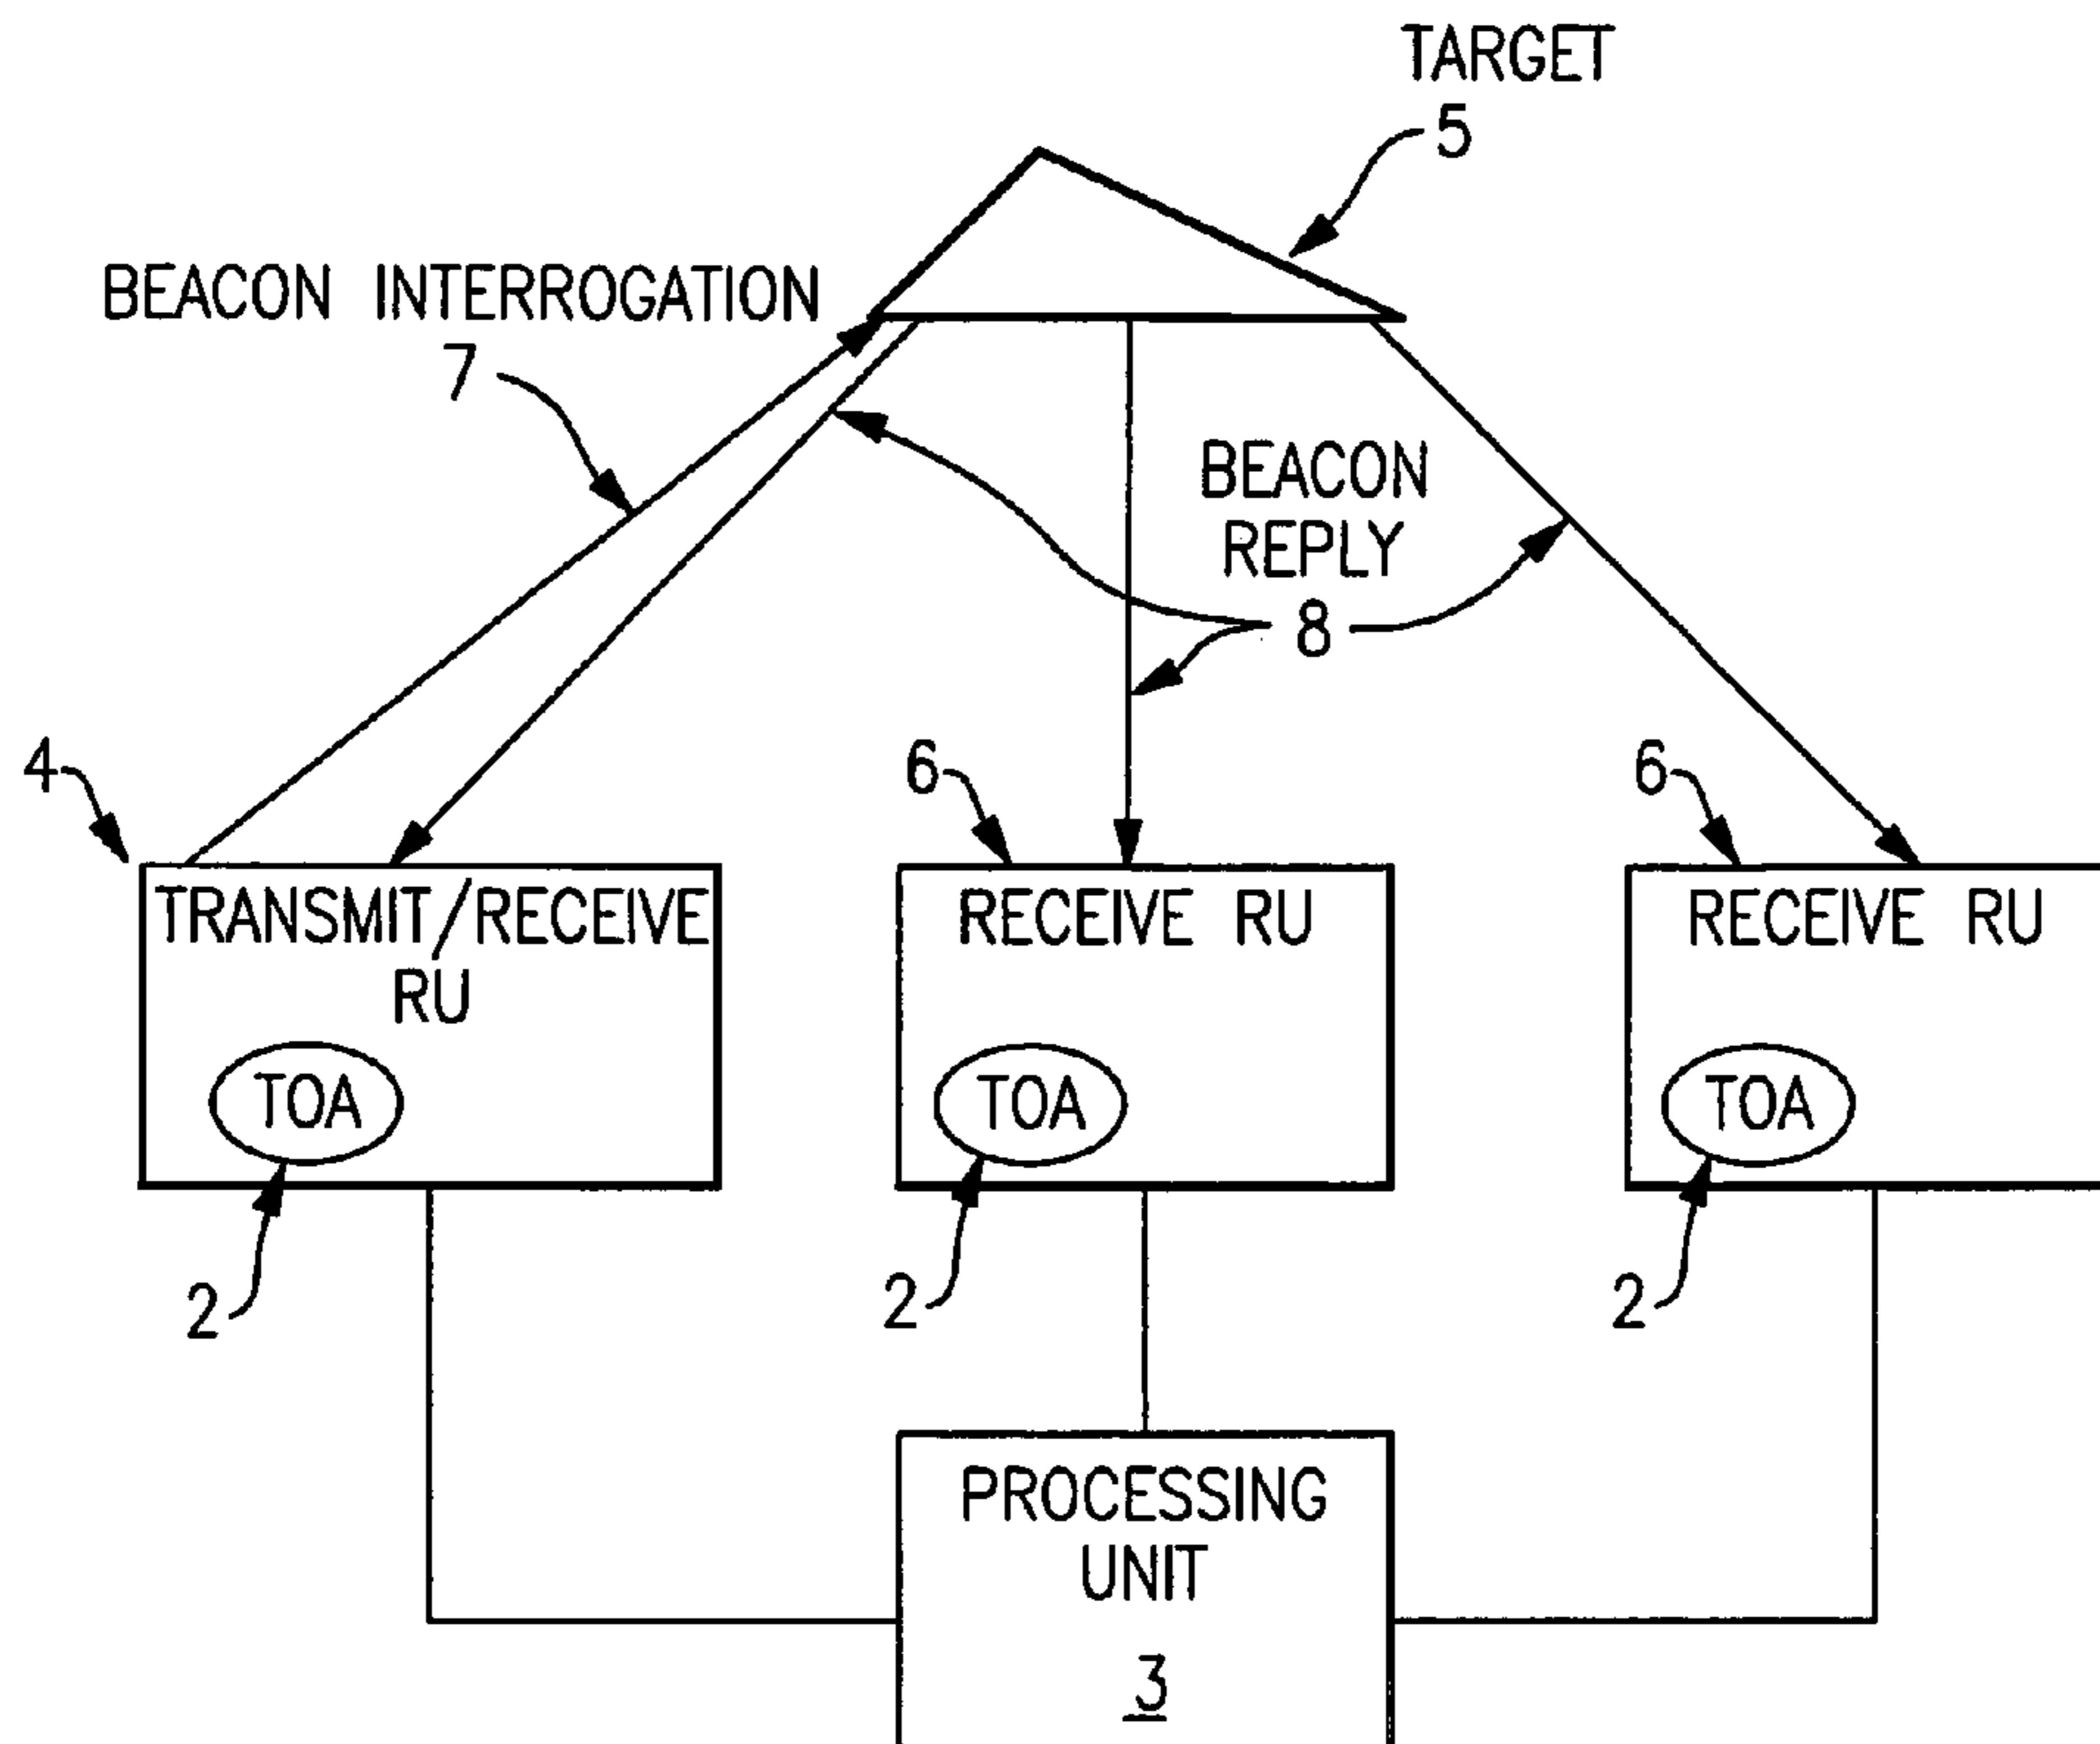 TARGET
5
BEACON INTERROGATION
7
BEACON
REPLY
8
4
6
6
TRANSMIT/RECEIVE
RU
RECEIVE RU
RECEIVE RU
TOA
TOA
TOA
2
2
2
PROCESSING
UNIT
3